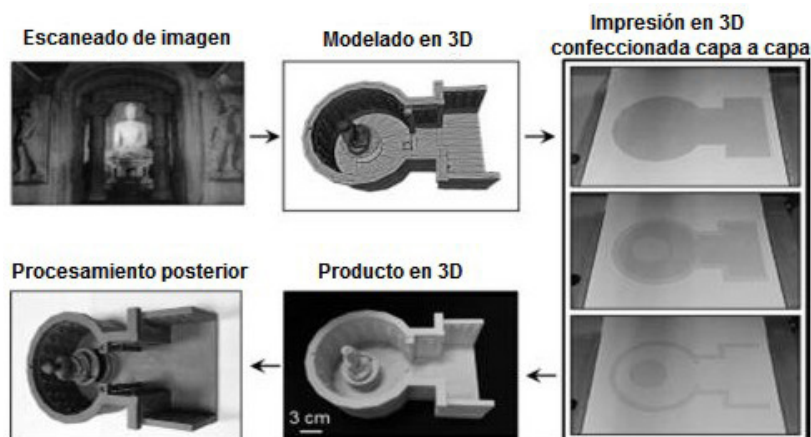 Escaneado de imagen
Modelado en 3D
Impresión en 3D
confeccionada capa a capa
Procesamiento posterior
Producto en 3D
3 cm